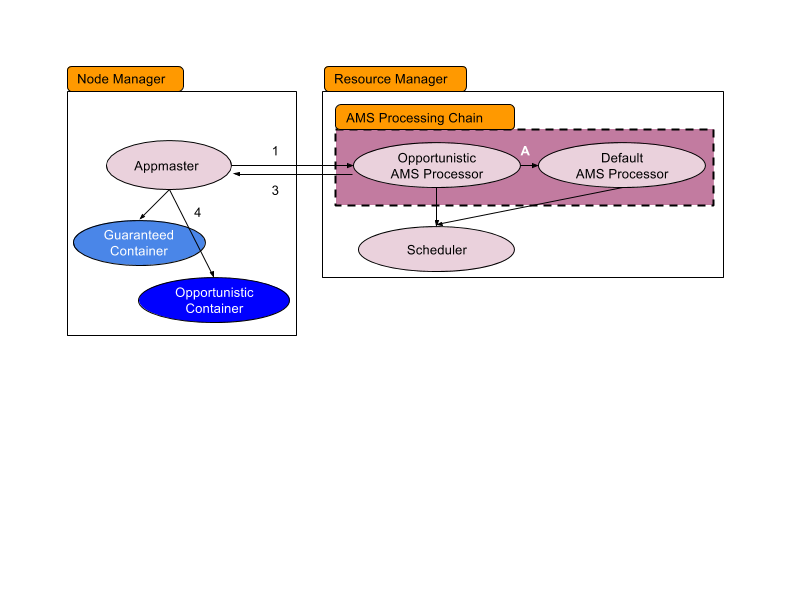 Node Manager
Resource Manager
AMS Processing Chain
Appmaster
1
3
4
Opportunistic
AMS Processor
A
Default
AMS Processor
Guaranteed
Container
Opportunistic
Container
Scheduler